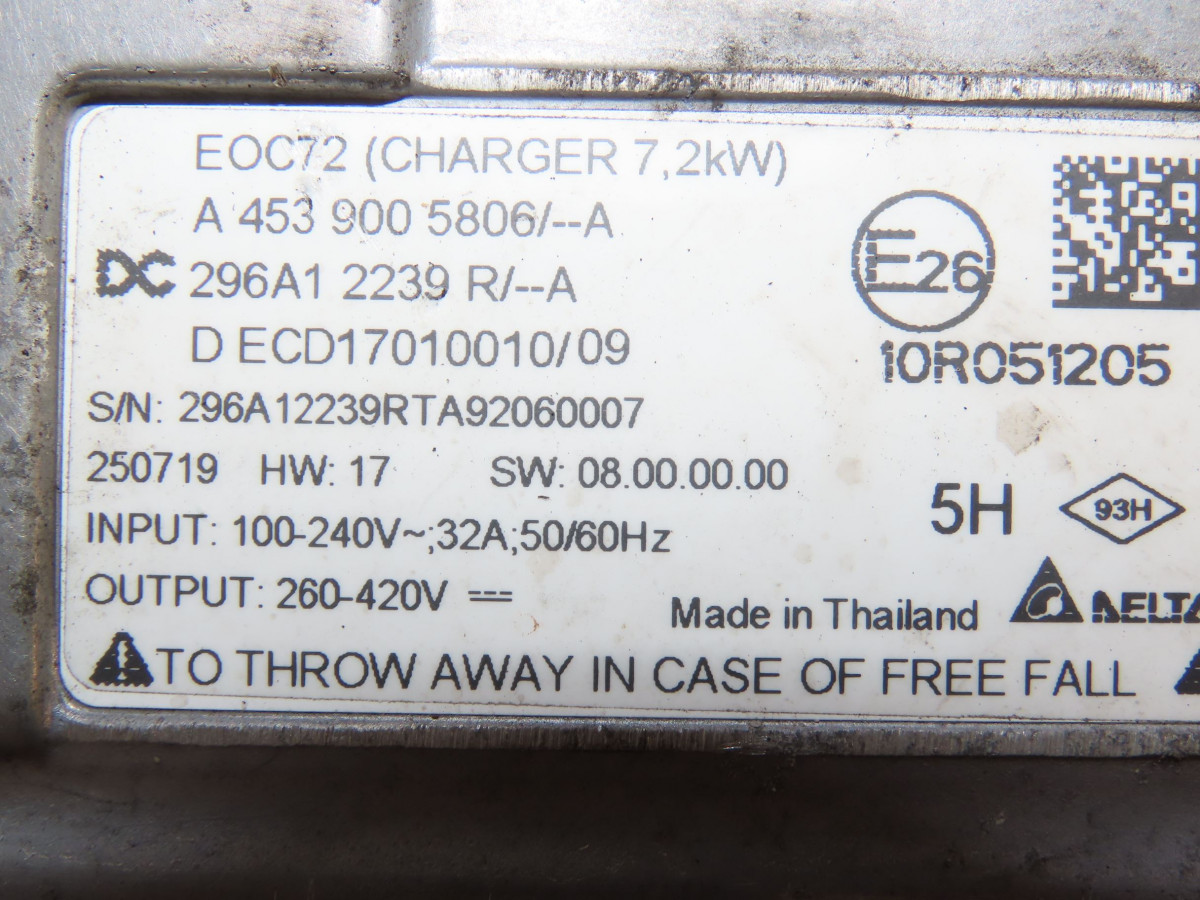 EOC72 (CHARGER 7,2kW)
A 453 900 5806/--A
DC 296A1 2239 R/--A
D ECD17010010/09
S/N: 296A12239RTA92060007
250719 HW: 17 SW: 08.00.00.00
INPUT: 100-240V~;32A;50/60Hz
OUTPUT: 260-420V
E26
10R051205
5H
93H
DELTA
Made in Thailand
TO THROW AWAY IN CASE OF FREE FALL